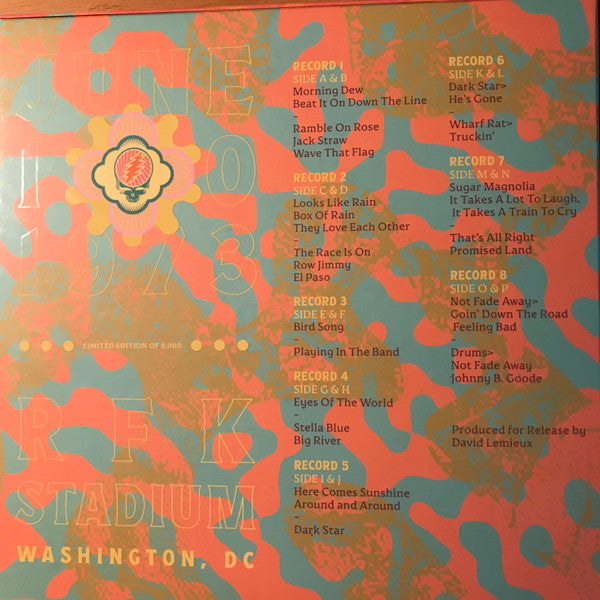 JUNE
10
1973
LIMITED EDITION OF 9,000
RFK
STADIUM
WASHINGTON, DC
RECORD 1
SIDE A & B
Morning Dew
Beat It On Down The Line
–
Ramble On Rose
Jack Straw
Wave That Flag
RECORD 2
SIDE C & D
Looks Like Rain
Box Of Rain
They Love Each Other
–
The Race Is On
Row Jimmy
El Paso
RECORD 3
SIDE E & F
Bird Song
–
Playing In The Band
RECORD 4
SIDE G & H
Eyes Of The World
–
Stella Blue
Big River
RECORD 5
SIDE I & J
Here Comes Sunshine
Around and Around
–
Dark Star
RECORD 6
SIDE K & L
Dark Star>
He's Gone
–
Wharf Rat>
Truckin'
RECORD 7
SIDE M & N
Sugar Magnolia
It Takes A Lot To Laugh,
It Takes A Train To Cry
–
That's All Right
Promised Land
RECORD 8
SIDE O & P
Not Fade Away>
Goin' Down The Road
Feeling Bad
–
Drums>
Not Fade Away
Johnny B. Goode
Produced for Release by
David Lemieux